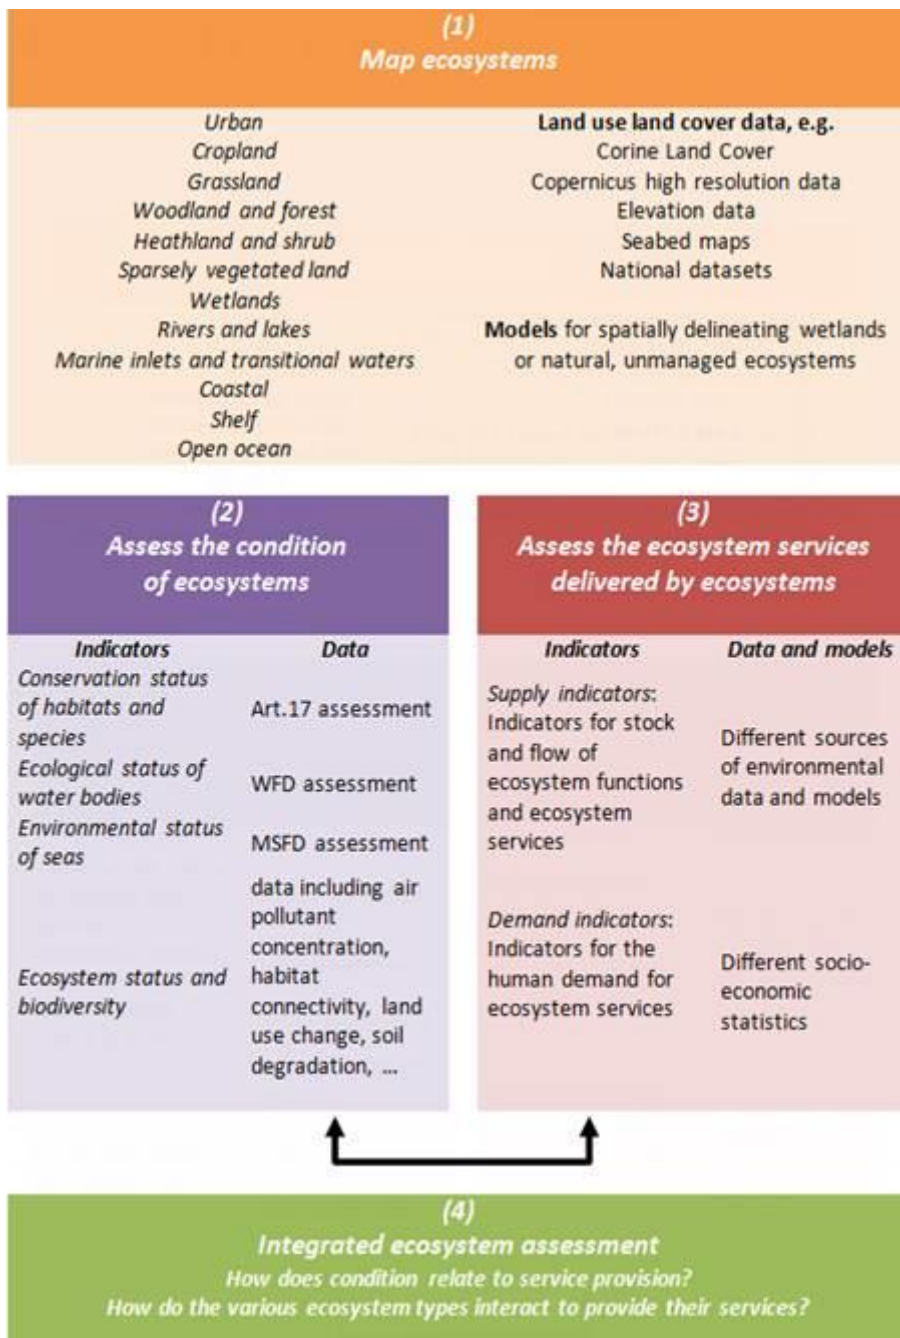 (1)
Map ecosystems
Urban
Cropland
Grassland
Woodland and forest
Heathland and shrub
Sparsely vegetated land
Wetlands
Rivers and lakes
Marine inlets and transitional waters
Coastal
Shelf
Open ocean
Land use land cover data, e.g.
Corine Land Cover
Copernicus high resolution data
Elevation data
Seabed maps
National datasets
Models for spatially delineating wetlands
or natural, unmanaged ecosystems
(2)
Assess the condition
of ecosystems
Indicators
Data
Conservation status
of habitats and
species
Art.17 assessment
Ecological status of
water bodies
WFD assessment
Environmental status
of seas
MSFD assessment
Ecosystem status and
biodiversity
data including air
pollutant
concentration,
habitat
connectivity, land
use change, soil
degradation, ...
(3)
Assess the ecosystem services
delivered by ecosystems
Indicators
Data and models
Supply indicators:
Indicators for stock
and flow of
ecosystem functions
and ecosystem
services
Different sources
of environmental
data and models
Demand indicators:
Indicators for the
human demand for
ecosystem services
Different socio-
economic
statistics
(4)
Integrated ecosystem assessment
How does condition relate to service provision?
How do the various ecosystem types interact to provide their services?